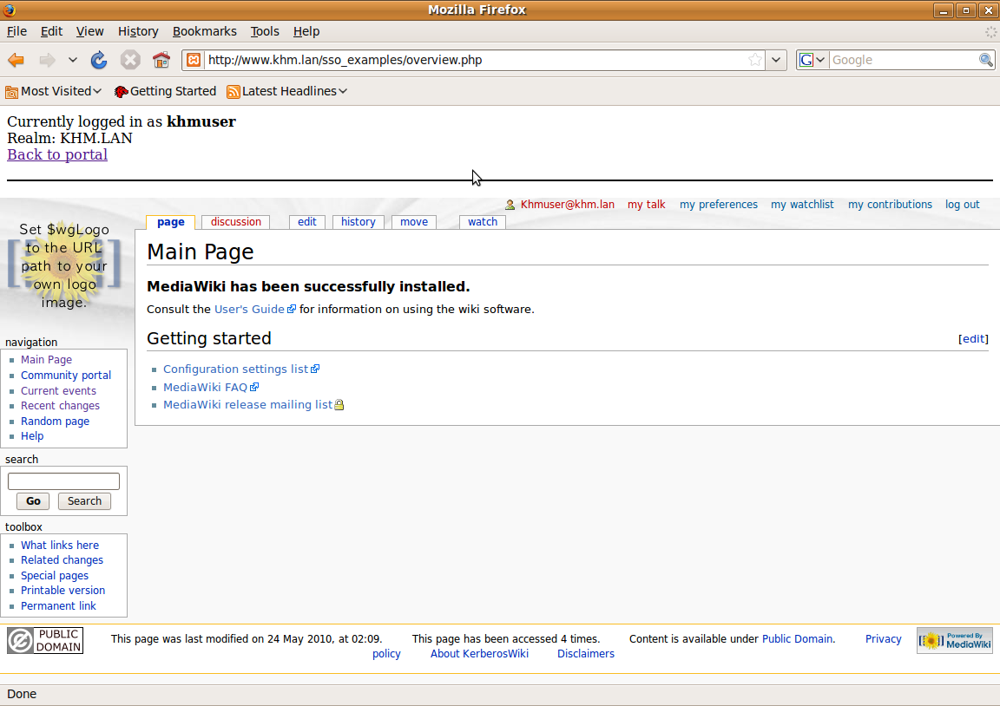 Mozilla Firefox
File Edit View History Bookmarks Tools Help
http://www.khm.lan/sso_examples/overview.php
G Google
Most Visited Getting Started Latest Headlines
Currently logged in as khmuser
Realm: KHM.LAN
Back to portal
Khmuser@khm.lan my talk my preferences my watchlist my contributions log out
page discussion edit history move watch
Set $wgLogo
to the URL
path to your
own logo
image.
Main Page
MediaWiki has been successfully installed.
Consult the User's Guide for information on using the wiki software.
Getting started [edit]
Configuration settings list
MediaWiki FAQ
MediaWiki release mailing list
navigation
Main Page
Community portal
Current events
Recent changes
Random page
Help
search
Go Search
toolbox
What links here
Related changes
Special pages
Printable version
Permanent link
PUBLIC
DOMAIN
This page was last modified on 24 May 2010, at 02:09. This page has been accessed 4 times. Content is available under Public Domain. Privacy
policy About KerberosWiki Disclaimers
Powered By
MediaWiki
Done